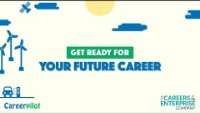 GET READY FOR
YOUR FUTURE CAREER
Careerpilot
THE CAREERS &
ENTERPRISE
COMPANY